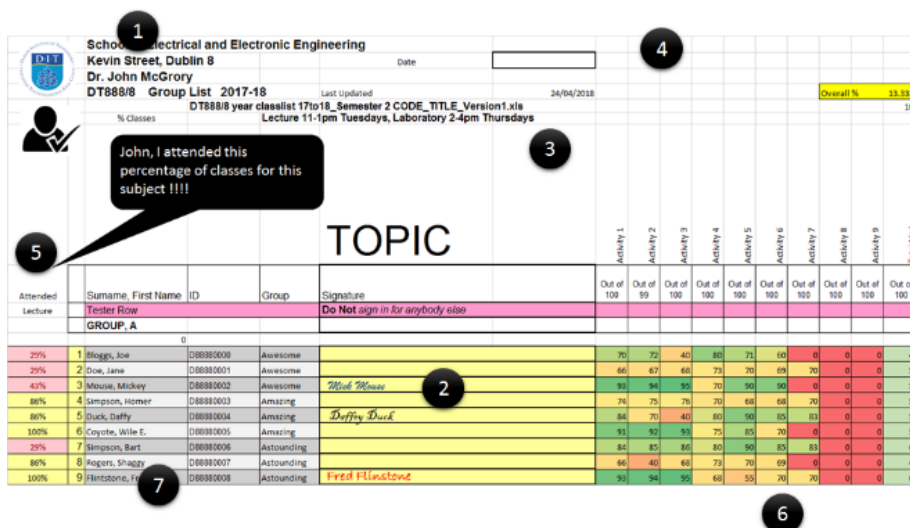 1
4
School Electrical and Electronic Engineering
DIT
Kevin Street, Dublin 8
Date
Dr. John McGrory
DT888/8 Group List 2017-18
Last Updated
24/04/2018
Overall %
13.33
DT888/8 year classlist 17to18_Semester 2 CODE_TITLE_Version1.xls
% Classes
Lecture 11-1pm Tuesdays, Laboratory 2-4pm Thursdays
3
John, I attended this
percentage of classes for this
subject !!!!
5
TOPIC
Activity 1 Activity 2 Activity 3 Activity 4 Activity 5 Activity 6 Activity 7 Activity 8 Activity 9
Out of 100 Out of 99 Out of 100 Out of 100 Out of 100 Out of 100 Out of 100 Out of 100 Out of 100
Attended Surname, First Name ID Group Signature
Lecture Tester Row Do Not sign in for anybody else
GROUP, A
0
29% 1 Bloggs, Joe D88880000 Awesome 70 72 40 80 71 60 0 0 0
29% 2 Doe, Jane D88880001 Awesome 66 67 68 73 70 69 70 0 0
43% 3 Mouse, Mickey D88880002 Awesome Mick Mouse 93 94 95 70 90 90 0 0 0
2
86% 4 Simpson, Homer D88880003 Amazing 74 75 76 70 68 68 70 0 0
86% 5 Duck, Daffy D88880004 Amazing Daffey Duck 84 70 40 80 90 85 83 0 0
100% 6 Coyote, Wile E. D88880005 Amazing 91 92 93 75 85 70 0 0 0
29% 7 Simpson, Bart D88880006 Astounding 84 85 86 80 90 85 83 0 0
86% 8 Rogers, Shaggy D88880007 Astounding 66 40 68 73 70 69 0 0 0
100% 9 Flintstone, D88880008 Astounding Fred Flinstone 93 94 95 68 55 70 70 0 0
7
6